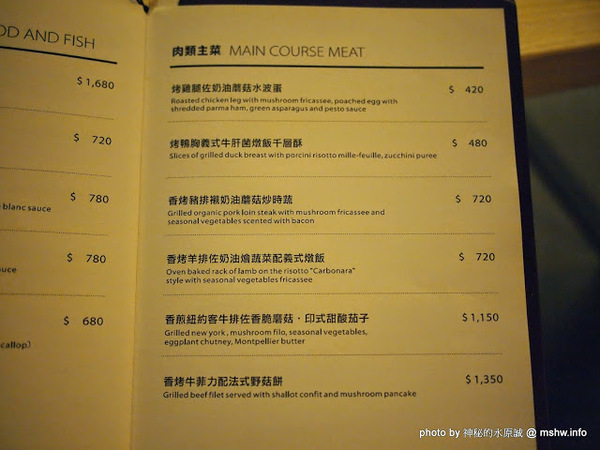 OD AND FISH
$1,680
$ 720
$ 780
blanc sauce
$ 780
auce
$ 680
callop)
肉類主菜 MAIN COURSE MEAT
烤雞腿佐奶油蘑菇水波蛋 $ 420
Roasted chicken leg with mushroom fricassee, poached egg with
shredded parma ham, green asparagus and pesto sauce
烤鴨胸義式牛肝菌燉飯千層酥 $ 480
Slices of grilled duck breast with porcini risotto mille-feuille, zucchini puree
香烤豬排襯奶油蘑菇炒時蔬 $ 720
Grilled organic pork loin steak with mushroom fricassee and
seasonal vegetables scented with bacon
香烤羊排佐奶油燴蔬菜配義式燉飯 $ 720
Oven baked rack of lamb on the risotto "Carbonara"
style with seasonal vegetables fricassee
香煎紐約客牛排佐香脆磨菇．印式甜酸茄子 $1,150
Grilled new york, mushroom filo, seasonal vegetables,
eggplant chutney, Montpellier butter
香烤牛菲力配法式野菇餅 $1,350
Grilled beef filet served with shallot confit and mushroom pancake
photo by 神秘的水原誠 @ mshw.info